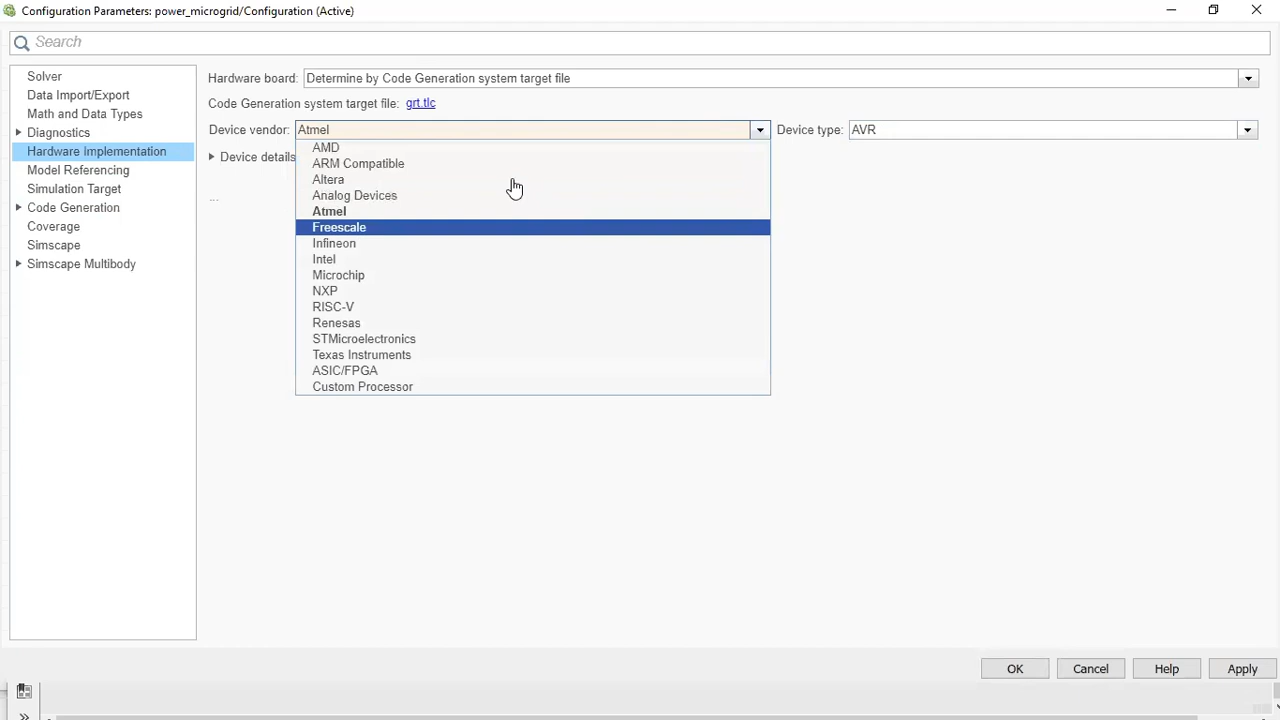 Configuration Parameters: power_microgrid/Configuration (Active)
Search
Solver
Data Import/Export
Math and Data Types
Diagnostics
Hardware Implementation
Model Referencing
Simulation Target
Code Generation
Coverage
Simscape
Simscape Multibody
Hardware board: Determine by Code Generation system target file
Code Generation system target file: grt.tlc
Device vendor: Atmel Device type: AVR
Device details
...
AMD
ARM Compatible
Altera
Analog Devices
Atmel
Freescale
Infineon
Intel
Microchip
NXP
RISC-V
Renesas
STMicroelectronics
Texas Instruments
ASIC/FPGA
Custom Processor
OK Cancel Help Apply